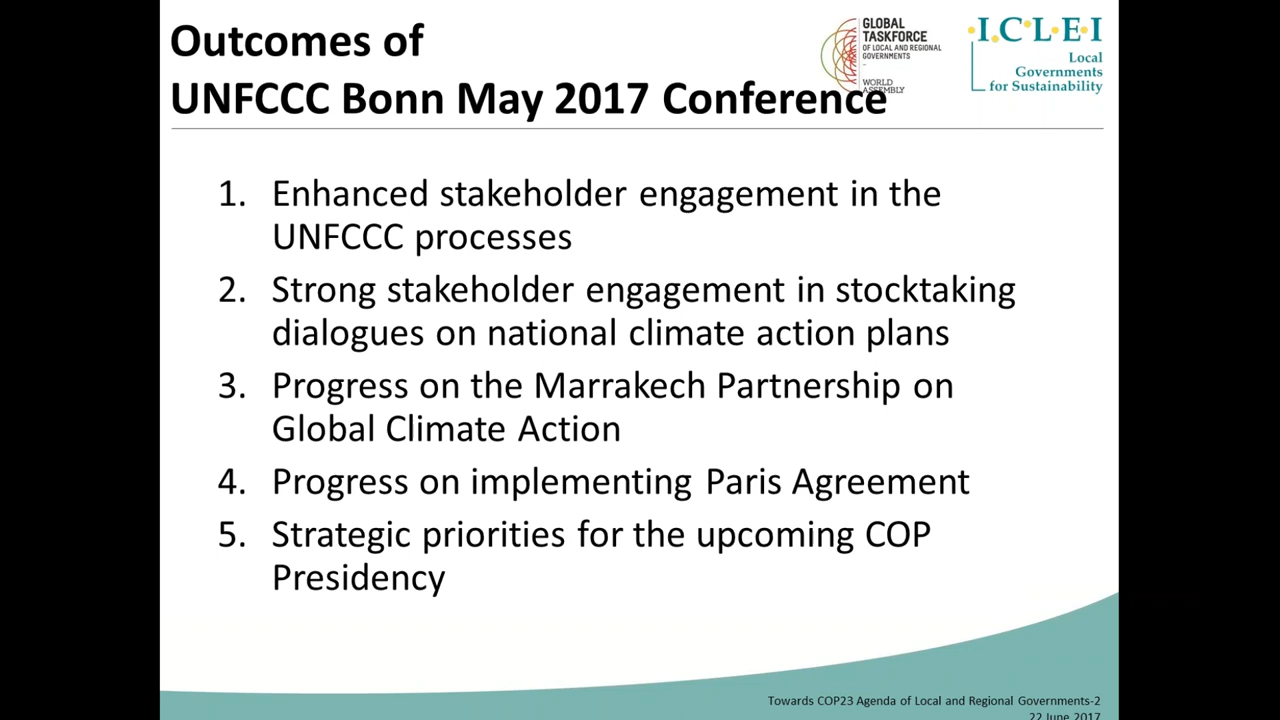 Outcomes of
UNFCCC Bonn May 2017 Conference
GLOBAL
TASKFORCE
OF LOCAL AND REGIONAL
GOVERNMENTS
WORLD
ASSEMBLY
I.C.L.E.I
Local
Governments
for Sustainability
1. Enhanced stakeholder engagement in the
UNFCCC processes
2. Strong stakeholder engagement in stocktaking
dialogues on national climate action plans
3. Progress on the Marrakech Partnership on
Global Climate Action
4. Progress on implementing Paris Agreement
5. Strategic priorities for the upcoming COP
Presidency
Towards COP23 Agenda of Local and Regional Governments-2
22 June 2017